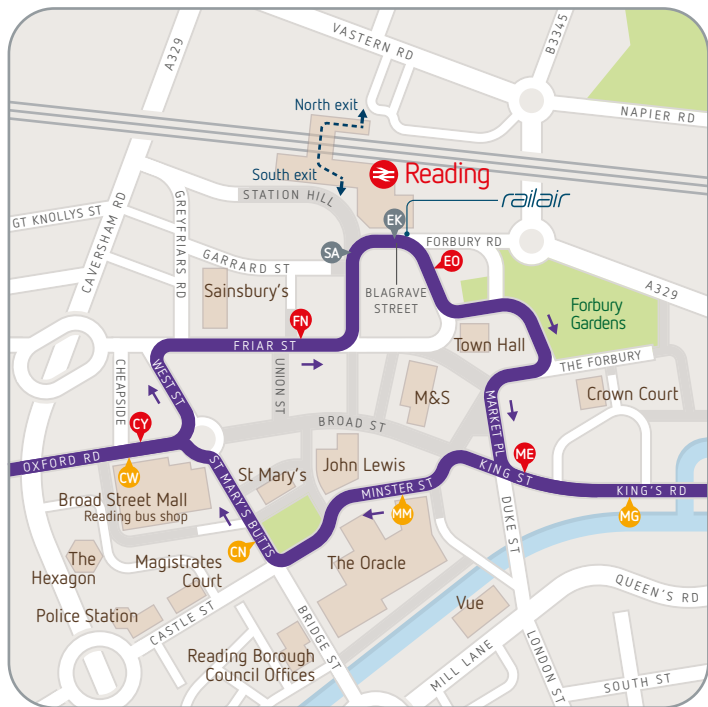 VASTERN RD
A329
B3345
NAPIER RD
North exit
South exit
Reading
railair
STATION HILL
GT KNOLLYS ST
CAVERSHAM RD
GREYFRIARS RD
GARRARD ST
SA
EK
FORBURY RD
EO
A329
BLAGRAVE
STREET
Sainsbury's
FN
FRIAR ST
Forbury
Gardens
Town Hall
THE FORBURY
CHEAPSIDE
WEST ST
UNION ST
M&S
MARKET PL
Crown Court
CY
BROAD ST
OXFORD RD
CW
Broad Street Mall
Reading bus shop
ST MARY'S BUTTS
St Mary's
John Lewis
MINSTER ST
KING ST
ME
KING'S RD
MM
MG
DUKE ST
CN
The
Hexagon
Magistrates
Court
The Oracle
Police Station
CASTLE ST
BRIDGE ST
Vue
QUEEN'S RD
Reading Borough
Council Offices
MILL LANE
LONDON ST
SOUTH ST